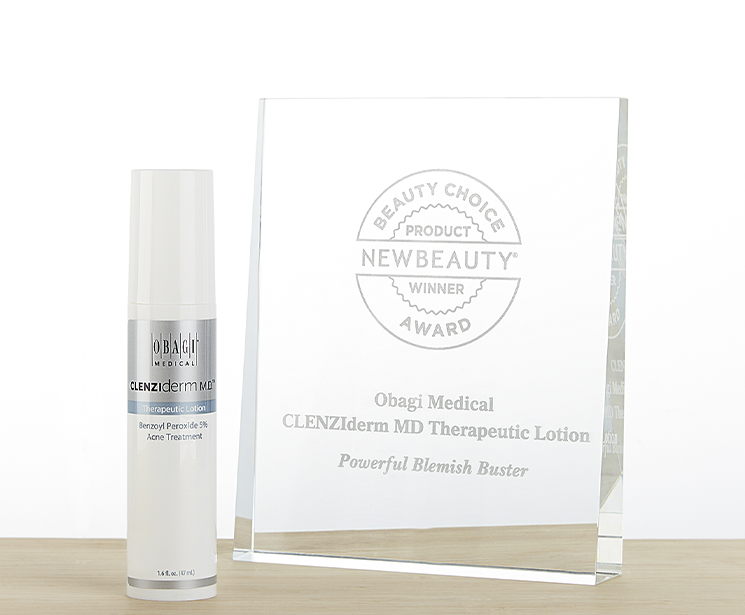 OBAGI
MEDICAL
CLENZIderm M.D.™
Therapeutic Lotion
Benzoyl Peroxide 5%
Acne Treatment
1.6 fl. oz. (47 mL)
BEAUTY CHOICE
PRODUCT
NEWBEAUTY®
WINNER
AWARD
Obagi Medical
CLENZIderm MD Therapeutic Lotion
Powerful Blemish Buster